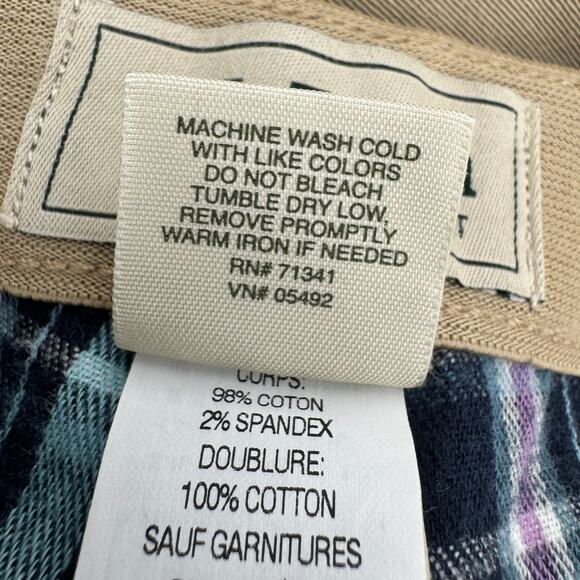 MACHINE WASH COLD
WITH LIKE COLORS
DO NOT BLEACH
TUMBLE DRY LOW,
REMOVE PROMPTLY
WARM IRON IF NEEDED
RN# 71341
VN# 05492
CORPS:
98% COTON
2% SPANDEX
DOUBLURE:
100% COTTON
SAUF GARNITURES